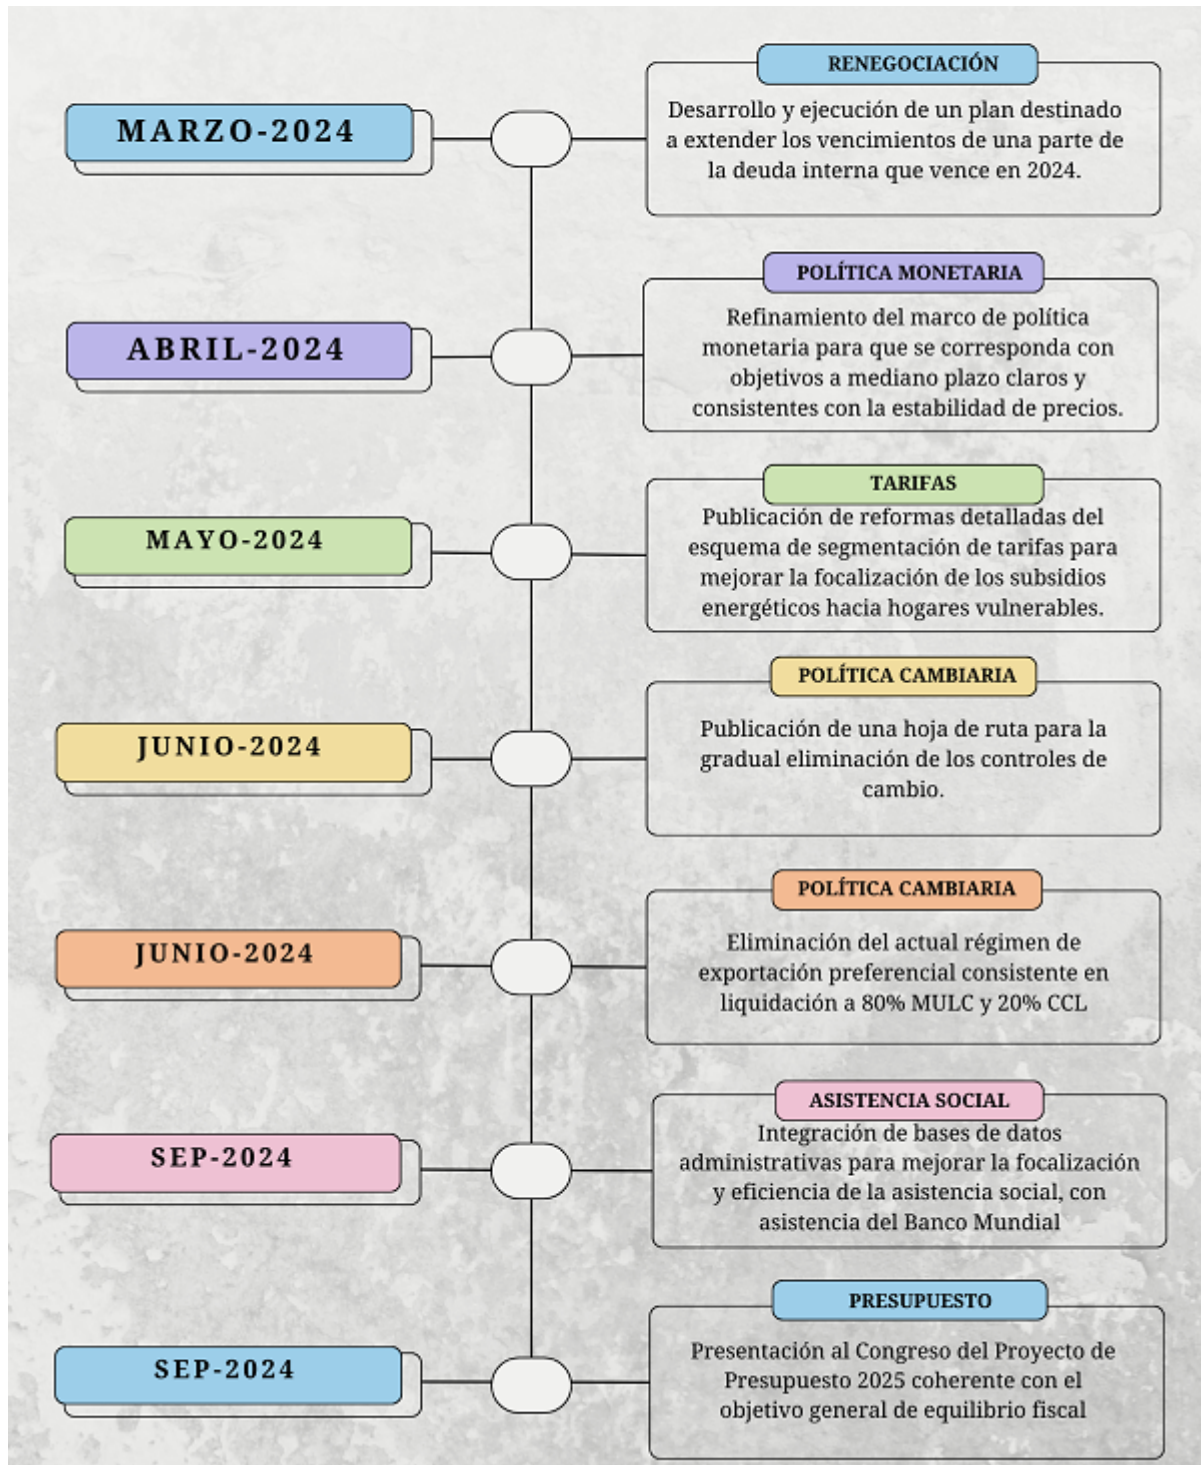 MARZO-2024
RENEGOCIACIÓN
Desarrollo y ejecución de un plan destinado
a extender los vencimientos de una parte de
la deuda interna que vence en 2024.
ABRIL-2024
POLÍTICA MONETARIA
Refinamiento del marco de política
monetaria para que se corresponda con
objetivos a mediano plazo claros y
consistentes con la estabilidad de precios.
MAYO-2024
TARIFAS
Publicación de reformas detalladas del
esquema de segmentación de tarifas para
mejorar la focalización de los subsidios
energéticos hacia hogares vulnerables.
JUNIO-2024
POLÍTICA CAMBIARIA
Publicación de una hoja de ruta para la
gradual eliminación de los controles de
cambio.
JUNIO-2024
POLÍTICA CAMBIARIA
Eliminación del actual régimen de
exportación preferencial consistente en
liquidación a 80% MULC y 20% CCL
SEP-2024
ASISTENCIA SOCIAL
Integración de bases de datos
administrativas para mejorar la focalización
y eficiencia de la asistencia social, con
asistencia del Banco Mundial
SEP-2024
PRESUPUESTO
Presentación al Congreso del Proyecto de
Presupuesto 2025 coherente con el
objetivo general de equilibrio fiscal